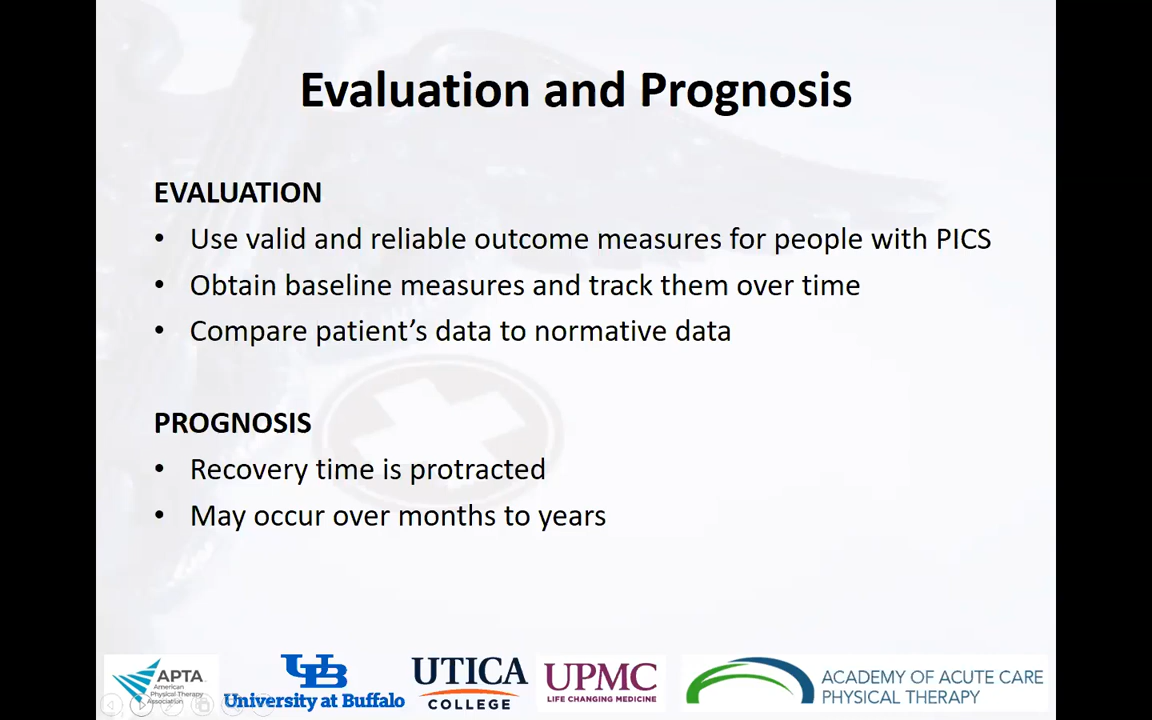 Evaluation and Prognosis
EVALUATION
• Use valid and reliable outcome measures for people with PICS
• Obtain baseline measures and track them over time
• Compare patient’s data to normative data
PROGNOSIS
• Recovery time is protracted
• May occur over months to years
APTA
American
Physical Therapy
Association
UB
University at Buffalo
UTICA
COLLEGE
UPMC
LIFE CHANGING MEDICINE
ACADEMY OF ACUTE CARE
PHYSICAL THERAPY